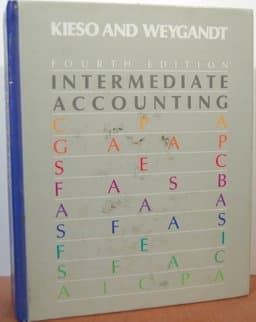 KIESO AND WEYGANDT
FOURTH EDITION
INTERMEDIATE
ACCOUNTING
C P A
G A A P
S E C
F A S B
A A A
S F A S
F E I
S F A C
A I C P A